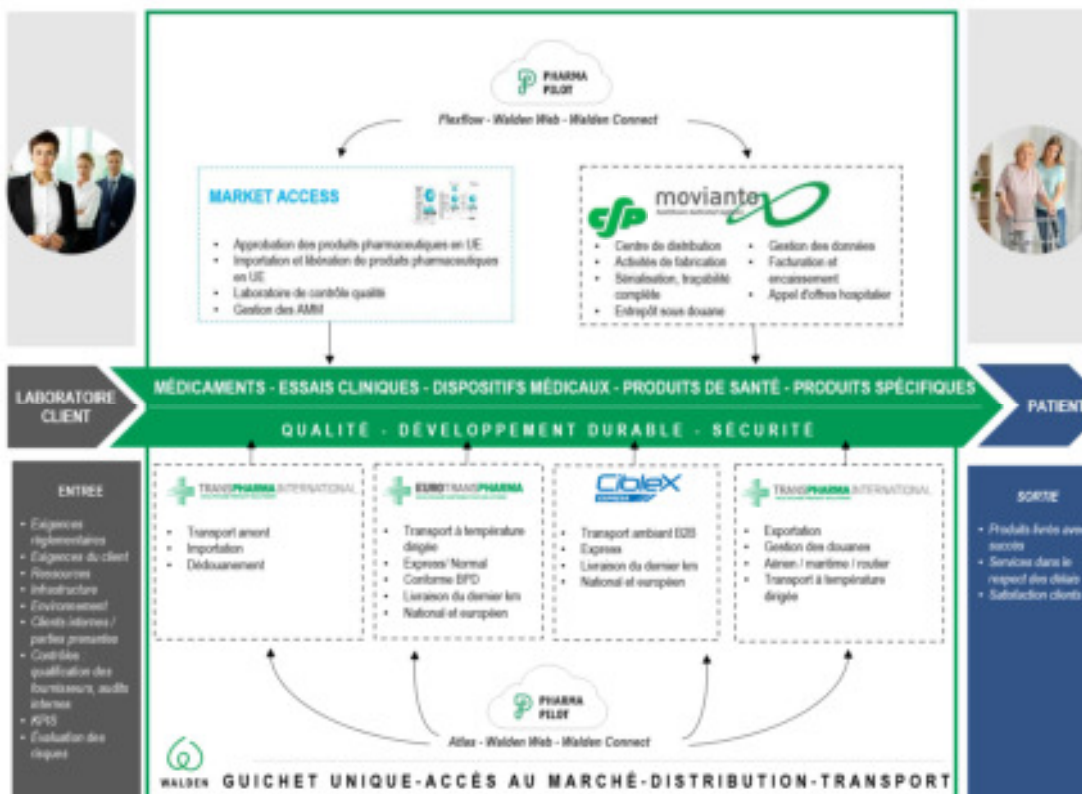 PHARMA
PILOT
Flexflow - Walden Web - Walden Connect
MARKET ACCESS
• Approbation des produits pharmaceutiques en UE
• Importation et libération de produits pharmaceutiques
en UE
• Laboratoire de contrôle qualité
• Gestion des AMM
csp
movianto
• Centre de distribution
• Activités de fabrication
• Sérialisation, traçabilité
complète
• Entrepôt sous douane
• Gestion des données
• Facturation et
encaissement
• Appel d'offres hospitalier
LABORATOIRE
CLIENT
MÉDICAMENTS - ESSAIS CLINIQUES - DISPOSITIFS MÉDICAUX - PRODUITS DE SANTÉ - PRODUITS SPÉCIFIQUES
QUALITÉ - DÉVELOPPEMENT DURABLE - SÉCURITÉ
PATIENT
ENTREE
• Exigences
réglementaires
• Exigences du client
• Ressources
• Infrastructure
• Environnement
• Clients internes /
parties prenantes
• Contrôles
qualification des
fournisseurs, audits
internes
• KPIS
• Évaluation des
risques
TRANSPHARMA INTERNATIONAL
• Transport amont
• Importation
• Dédouanement
EUROTRANSPHARMA
• Transport à température
dirigée
• Express/ Normal
• Conforme BPD
• Livraison du dernier km
• National et européen
Ciblex
EXPRESS
• Transport ambiant B2B
• Express
• Livraison du dernier km
• National et européen
TRANSPHARMA INTERNATIONAL
• Exportation
• Gestion des douanes
• Aérien / maritime / routier
• Transport à température
dirigée
SORTIE
• Produits livrés avec
succès
• Services dans le
respect des délais
• Satisfaction clients
PHARMA
PILOT
Atlas - Walden Web - Walden Connect
WALDEN
GUICHET UNIQUE-ACCÈS AU MARCHÉ-DISTRIBUTION-TRANSPORT